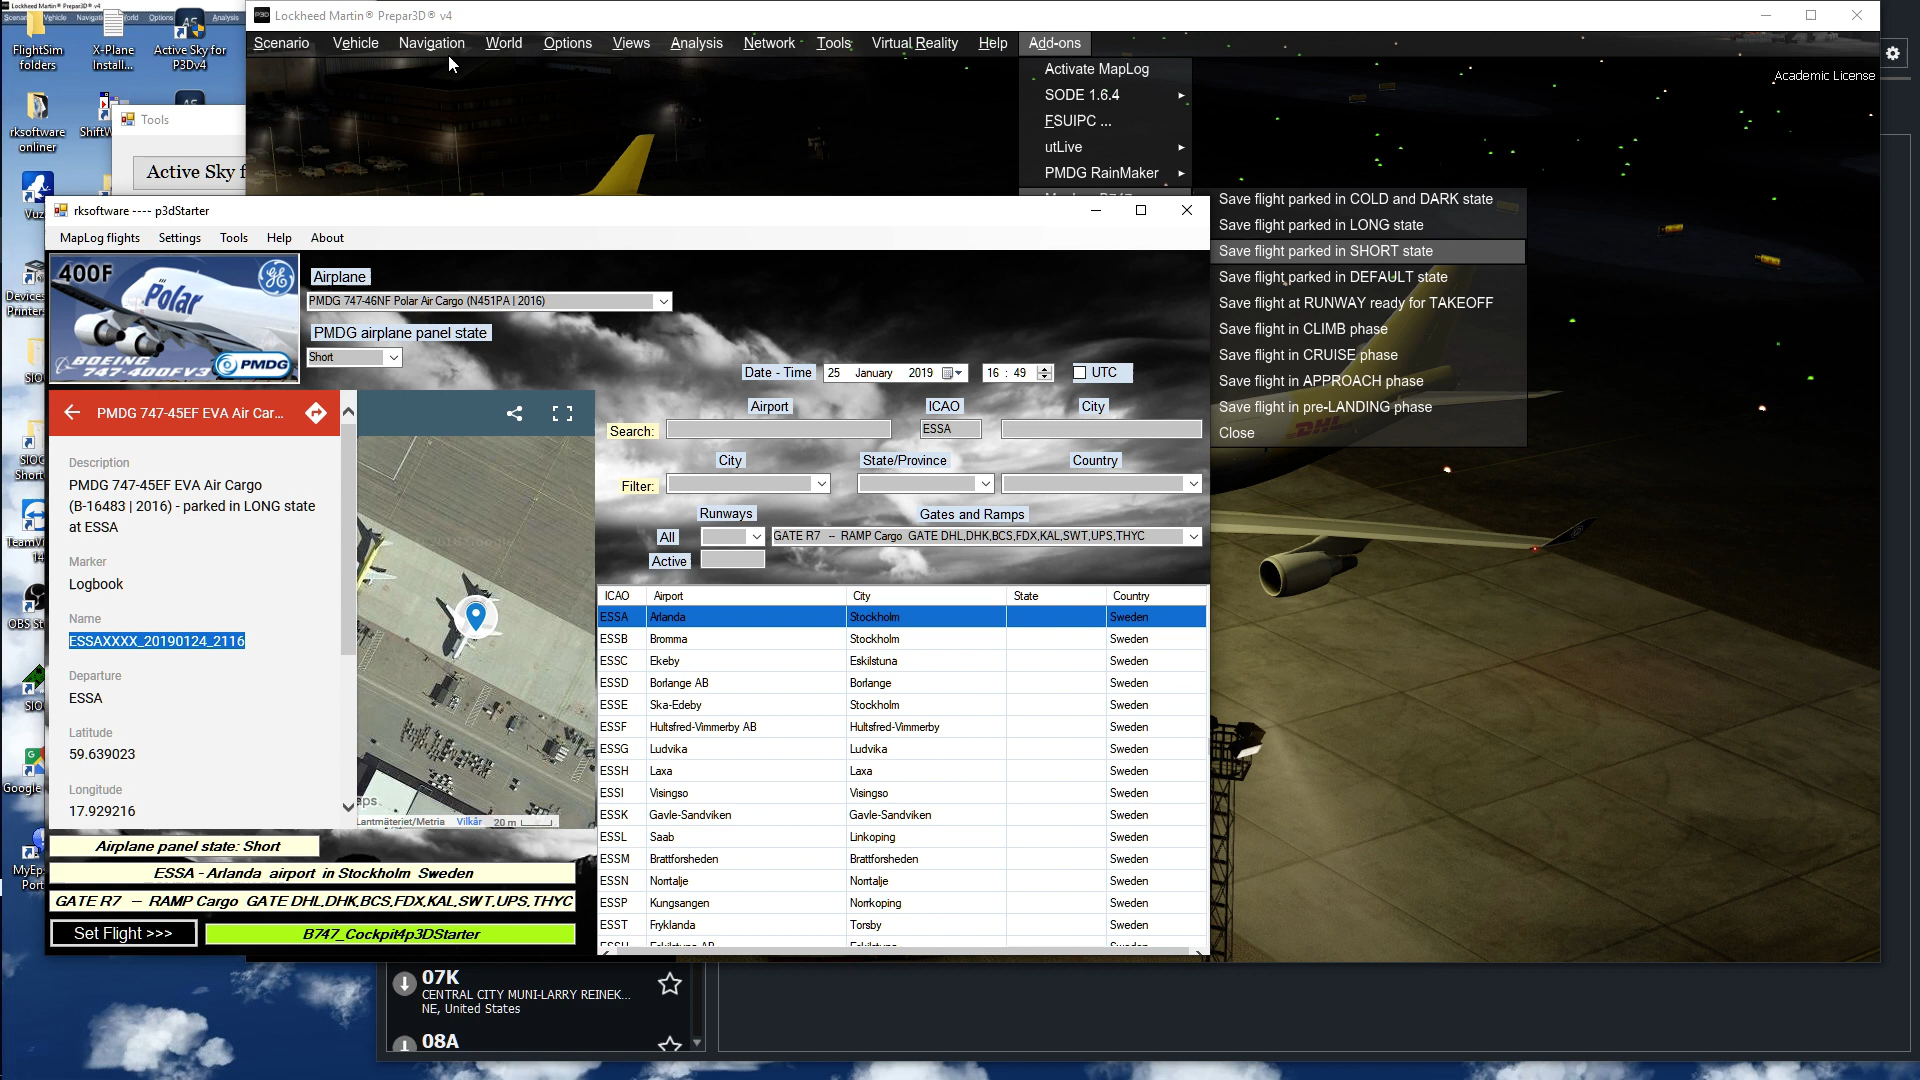 Lockheed Martin® Prepar3D® v4
Lockheed Martin® Prepar3D® v4
Scenario Vehicle Navigation World Options Views Analysis Network Tools Virtual Reality Help Add-ons
Academic License
FlightSim folders
X-Plane Install...
Active Sky for P3Dv4
rksoftware onliner
Tools
Active Sky f
Activate MapLog
SODE 1.6.4
FSUIPC ...
utLive
PMDG RainMaker
Save flight parked in COLD and DARK state
Save flight parked in LONG state
Save flight parked in SHORT state
Save flight parked in DEFAULT state
Save flight at RUNWAY ready for TAKEOFF
Save flight in CLIMB phase
Save flight in CRUISE phase
Save flight in APPROACH phase
Save flight in pre-LANDING phase
Close
DHL
rksoftware ---- p3dStarter
MapLog flights Settings Tools Help About
400F
Polar
BOEING
747-400FV3
PMDG
Airplane
PMDG 747-46NF Polar Air Cargo (N451PA | 2016)
PMDG airplane panel state
Short
Date - Time 25 January 2019 16 : 49 UTC
Airport ICAO City
Search: ESSA
City State/Province Country
Filter:
Runways Gates and Ramps
All GATE R7 -- RAMP Cargo GATE DHL,DHK,BCS,FDX,KAL,SWT,UPS,THYC
Active
PMDG 747-45EF EVA Air Car...
Description
PMDG 747-45EF EVA Air Cargo
(B-16483 | 2016) - parked in LONG state
at ESSA
Marker
Logbook
Name
ESSAXXXX_20190124_2116
Departure
ESSA
Latitude
59.639023
Longitude
17.929216
Lantmäteriet/Metria Vilkår 20 m
ICAO Airport City State Country
ESSA Arlanda Stockholm Sweden
ESSB Bromma Stockholm Sweden
ESSC Ekeby Eskilstuna Sweden
ESSD Borlange AB Borlange Sweden
ESSE Ska-Edeby Stockholm Sweden
ESSF Hultsfred-Vimmerby AB Hultsfred-Vimmerby Sweden
ESSG Ludvika Ludvika Sweden
ESSH Laxa Laxa Sweden
ESSI Visingso Visingso Sweden
ESSK Gavle-Sandviken Gavle-Sandviken Sweden
ESSL Saab Linkoping Sweden
ESSM Brattforsheden Brattforsheden Sweden
ESSN Norrtalje Norrtalje Sweden
ESSP Kungsangen Norrkoping Sweden
ESST Fryklanda Torsby Sweden
Airplane panel state: Short
ESSA - Arlanda airport in Stockholm Sweden
GATE R7 -- RAMP Cargo GATE DHL,DHK,BCS,FDX,KAL,SWT,UPS,THYC
Set Flight >>> B747_Cockpit4p3DStarter
07K
CENTRAL CITY MUNI-LARRY REINEK...
NE, United States
08A